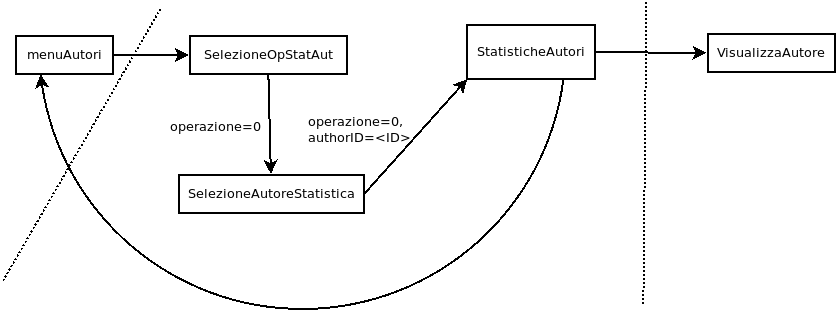 menuAutori
SelezioneOpStatAut
StatisticheAutori
VisualizzaAutore
operazione=0
operazione=0,
authorID=<ID>
SelezioneAutoreStatistica